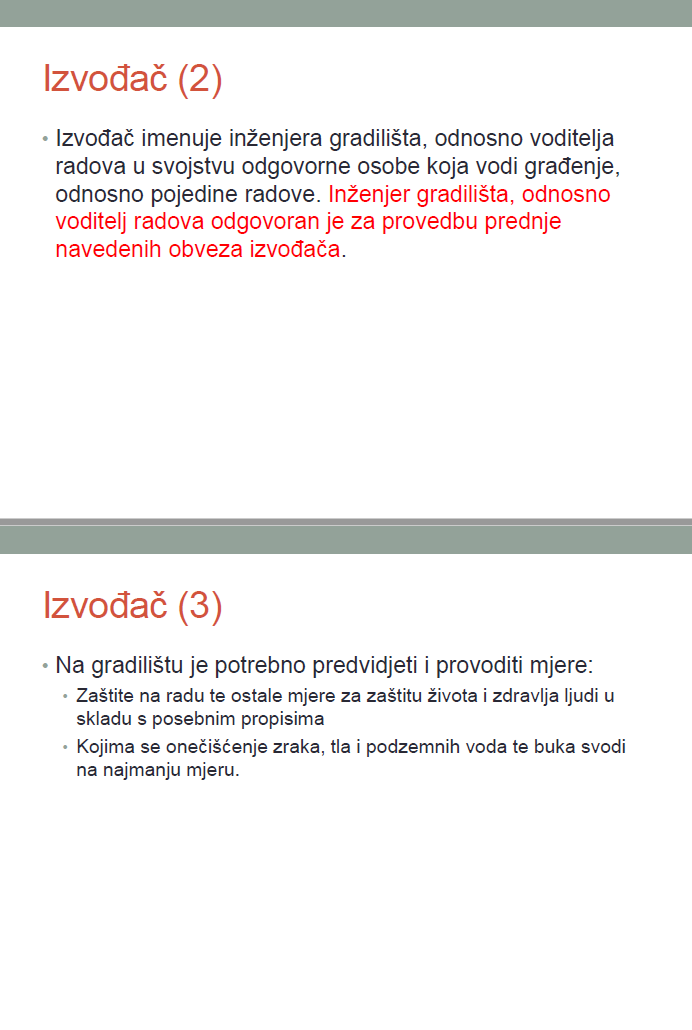 Izvođač (2)
• Izvođač imenuje inženjera gradilišta, odnosno voditelja
radova u svojstvu odgovorne osobe koja vodi građenje,
odnosno pojedine radove. Inženjer gradilišta, odnosno
voditelj radova odgovoran je za provedbu prednje
navedenih obveza izvođača.
Izvođač (3)
• Na gradilištu je potrebno predvidjeti i provoditi mjere:
• Zaštite na radu te ostale mjere za zaštitu života i zdravlja ljudi u
skladu s posebnim propisima
• Kojima se onečišćenje zraka, tla i podzemnih voda te buka svodi
na najmanju mjeru.